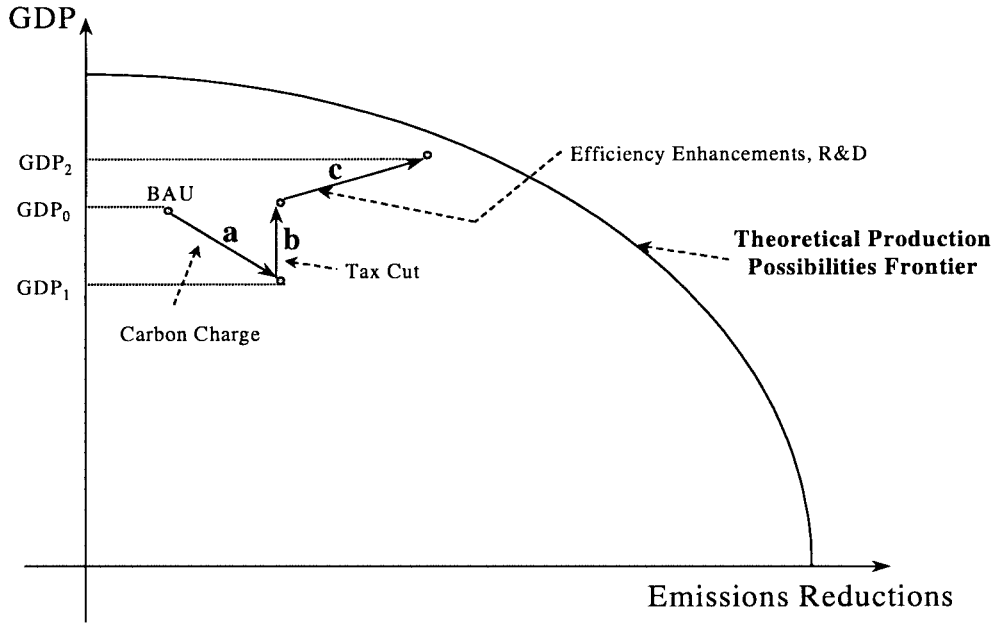 GDP
GDP₂
c
Efficiency Enhancements, R&D
BAU
GDP₀
a
b
Theoretical Production
Possibilities Frontier
Tax Cut
GDP₁
Carbon Charge
Emissions Reductions